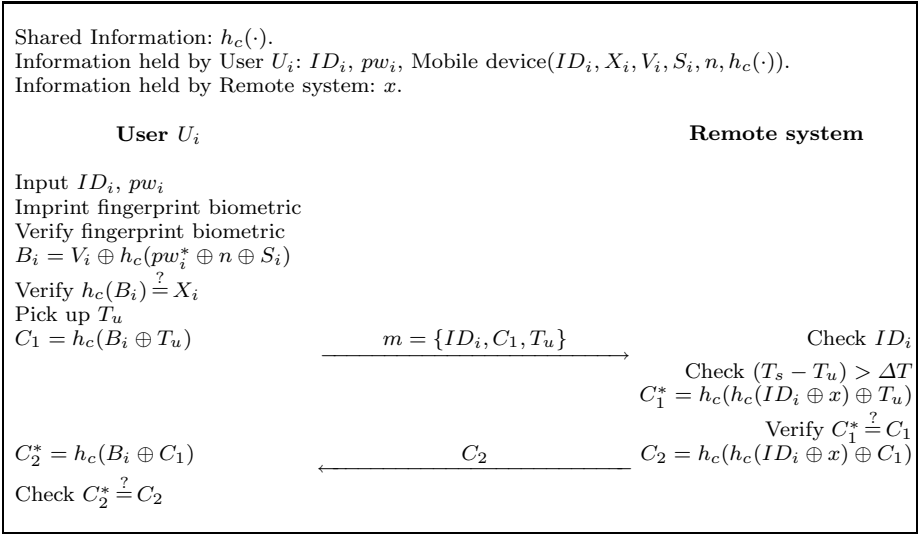 Shared Information: h_c(·).
Information held by User U_i: ID_i, pw_i, Mobile device(ID_i, X_i, V_i, S_i, n, h_c(·)).
Information held by Remote system: x.
User U_i Remote system
Input ID_i, pw_i
Imprint fingerprint biometric
Verify fingerprint biometric
B_i = V_i ⊕ h_c(pw_i^* ⊕ n ⊕ S_i)
Verify h_c(B_i) ≟ X_i
Pick up T_u
C_1 = h_c(B_i ⊕ T_u) m = {ID_i, C_1, T_u} Check ID_i
Check (T_s − T_u) > ΔT
C_1^* = h_c(h_c(ID_i ⊕ x) ⊕ T_u)
Verify C_1^* ≟ C_1
C_2^* = h_c(B_i ⊕ C_1) C_2 C_2 = h_c(h_c(ID_i ⊕ x) ⊕ C_1)
Check C_2^* ≟ C_2